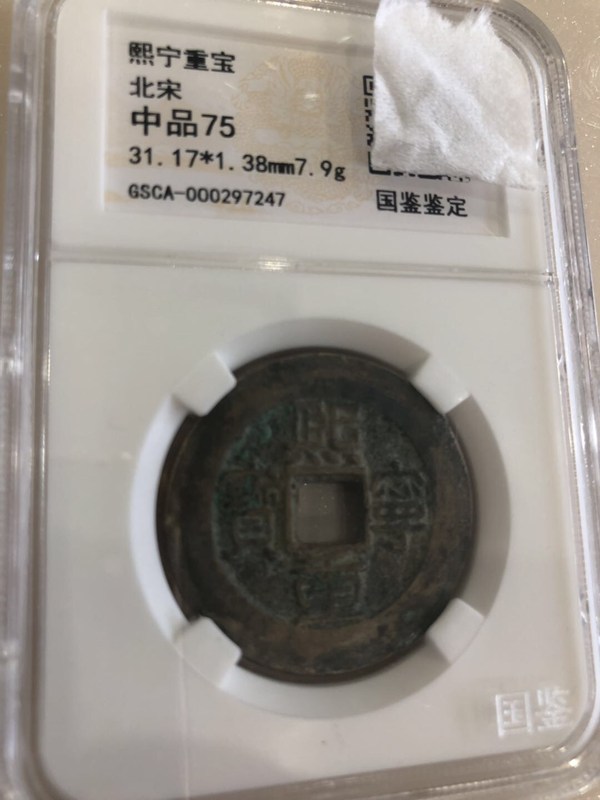 熙宁重宝
北宋
中品75
31.17*1.38mm7.9g
GSCA-000297247
国鉴鉴定
熙寧重寶
国鉴